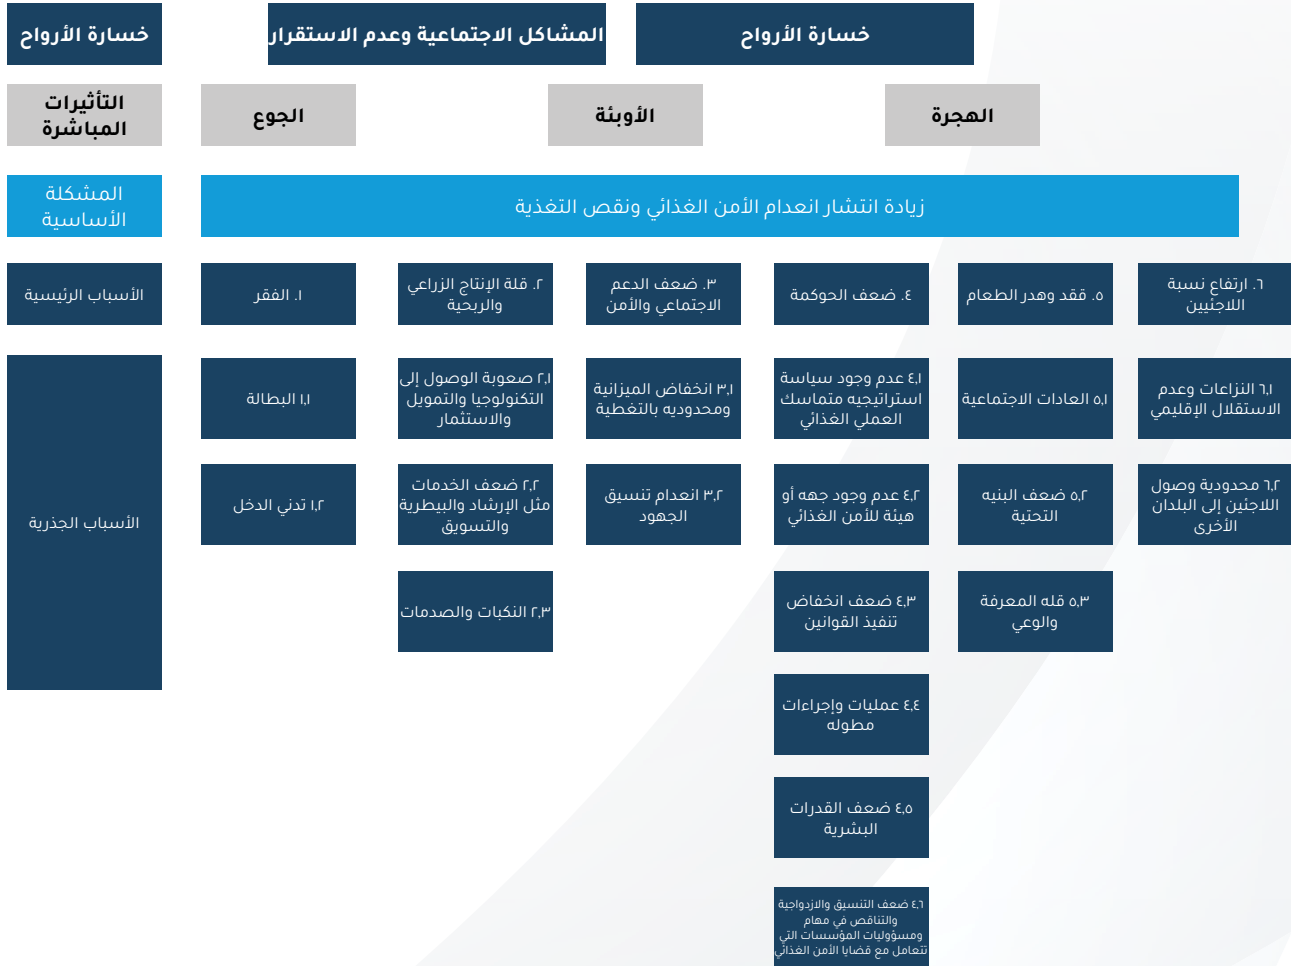 خسارة الأرواح
المشاكل الاجتماعية وعدم الاستقرار
خسارة الأرواح
التأثيرات
المباشرة
الجوع
الأوبئة
الهجرة
المشكلة
الأساسية
زيادة انتشار انعدام الأمن الغذائي ونقص التغذية
الأسباب الرئيسية
١. الفقر
٢. قلة الإنتاج الزراعي
والربحية
٣. ضعف الدعم
الاجتماعي والأمن
٤. ضعف الحوكمة
٥. فقد وهدر الطعام
٦. ارتفاع نسبة
اللاجئيين
الأسباب الجذرية
١,١ البطالة
٢,١ صعوبة الوصول إلى
التكنولوجيا والتمويل
والاستثمار
٣,١ انخفاض الميزانية
ومحدوديه بالتغطية
٤,١ عدم وجود سياسة
استراتيجيه متماسك
العملي الغذائي
٥,١ العادات الاجتماعية
٦,١ النزاعات وعدم
الاستقلال الإقليمي
١,٢ تدني الدخل
٢,٢ ضعف الخدمات
مثل الإرشاد والبيطرية
والتسويق
٣,٢ انعدام تنسيق
الجهود
٤,٢ عدم وجود جهه أو
هيئة للأمن الغذائي
٥,٢ ضعف البنيه
التحتية
٦,٢ محدودية وصول
اللاجئين إلى البلدان
الأخرى
٢,٣ النكبات والصدمات
٤,٣ ضعف انخفاض
تنفيذ القوانين
٥,٣ قله المعرفة
والوعي
٤,٤ عمليات وإجراءات
مطوله
٤,٥ ضعف القدرات
البشرية
٤,٦ ضعف التنسيق والازدواجية
والتناقص في مهام
ومسؤوليات المؤسسات التي
تتعامل مع قضايا الأمن الغذائي